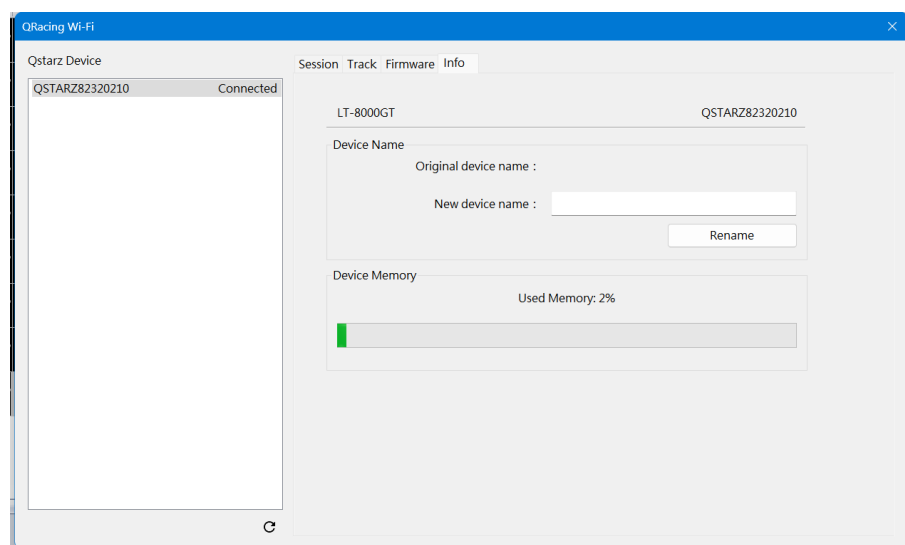 QRacing Wi-Fi
Qstarz Device
QSTARZ82320210 Connected
Session Track Firmware Info
LT-8000GT QSTARZ82320210
Device Name
Original device name :
New device name :
Rename
Device Memory
Used Memory: 2%